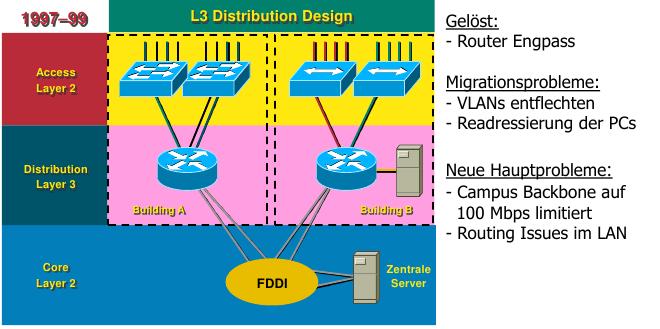 1997–99
L3 Distribution Design
Access
Layer 2
Distribution
Layer 3
Building A
Building B
Core
Layer 2
FDDI
Zentrale
Server
Gelöst:
- Router Engpass
Migrationsprobleme:
- VLANs entflechten
- Readressierung der PCs
Neue Hauptprobleme:
- Campus Backbone auf
100 Mbps limitiert
- Routing Issues im LAN